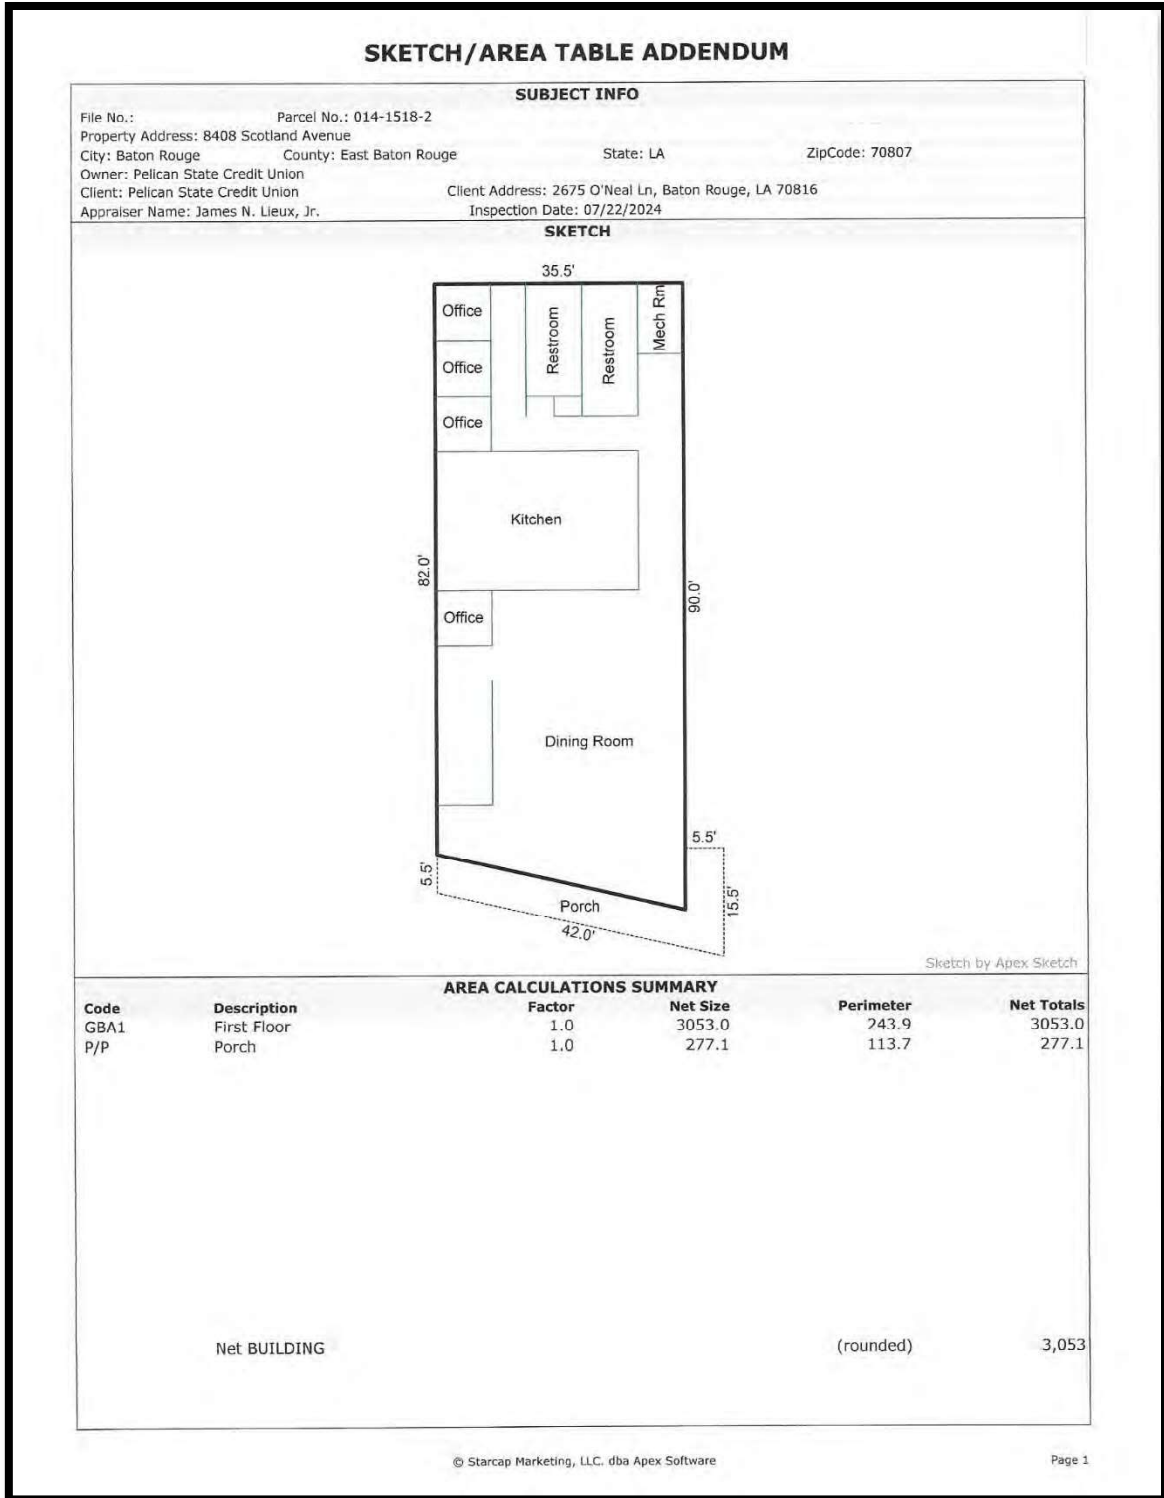 SKETCH/AREA TABLE ADDENDUM
SUBJECT INFO
File No.: Parcel No.: 014-1518-2
Property Address: 8408 Scotland Avenue
City: Baton Rouge County: East Baton Rouge State: LA ZipCode: 70807
Owner: Pelican State Credit Union
Client: Pelican State Credit Union Client Address: 2675 O'Neal Ln, Baton Rouge, LA 70816
Appraiser Name: James N. Lieux, Jr. Inspection Date: 07/22/2024
SKETCH
35.5'
Office
Restroom
Restroom
Mech Rm
Office
Office
Kitchen
82.0'
90.0'
Office
Dining Room
5.5'
5.5'
15.5'
Porch
42.0'
Sketch by Apex Sketch
AREA CALCULATIONS SUMMARY
Code Description Factor Net Size Perimeter Net Totals
GBA1 First Floor 1.0 3053.0 243.9 3053.0
P/P Porch 1.0 277.1 113.7 277.1
Net BUILDING (rounded) 3,053
© Starcap Marketing, LLC. dba Apex Software Page 1